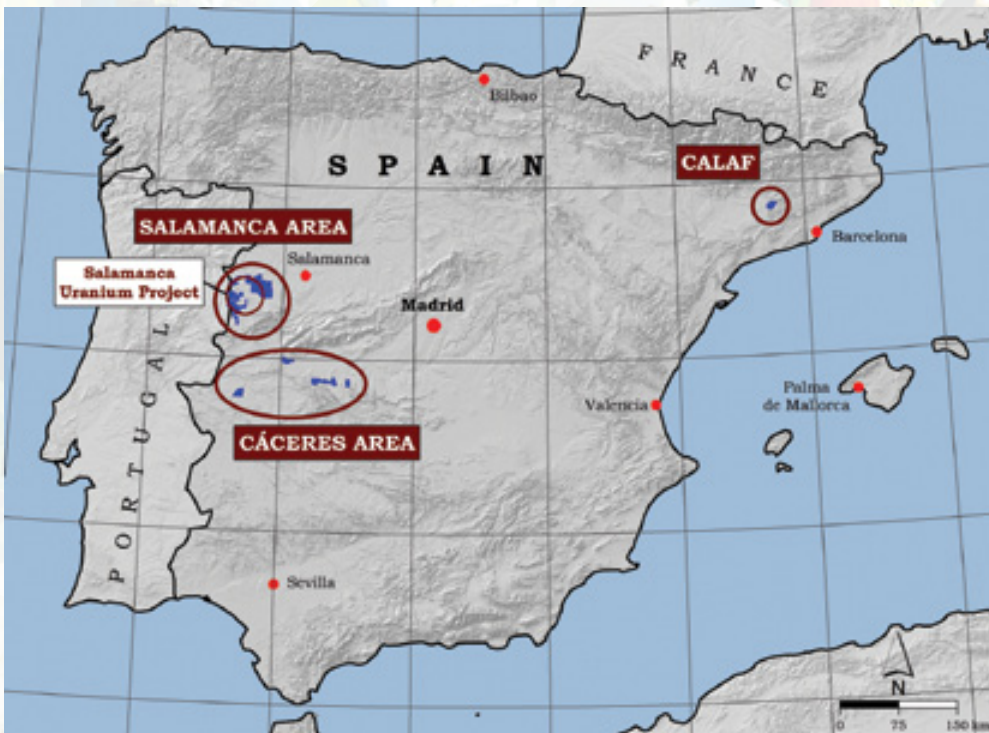 FRANCE
Bilbao
SPAIN
CALAF
SALAMANCA AREA
Barcelona
Salamanca
Salamanca
Uranium Project
Madrid
PORTUGAL
Palma
de Mallorca
Valencia
CÁCERES AREA
Sevilla
N
0 75 150 km